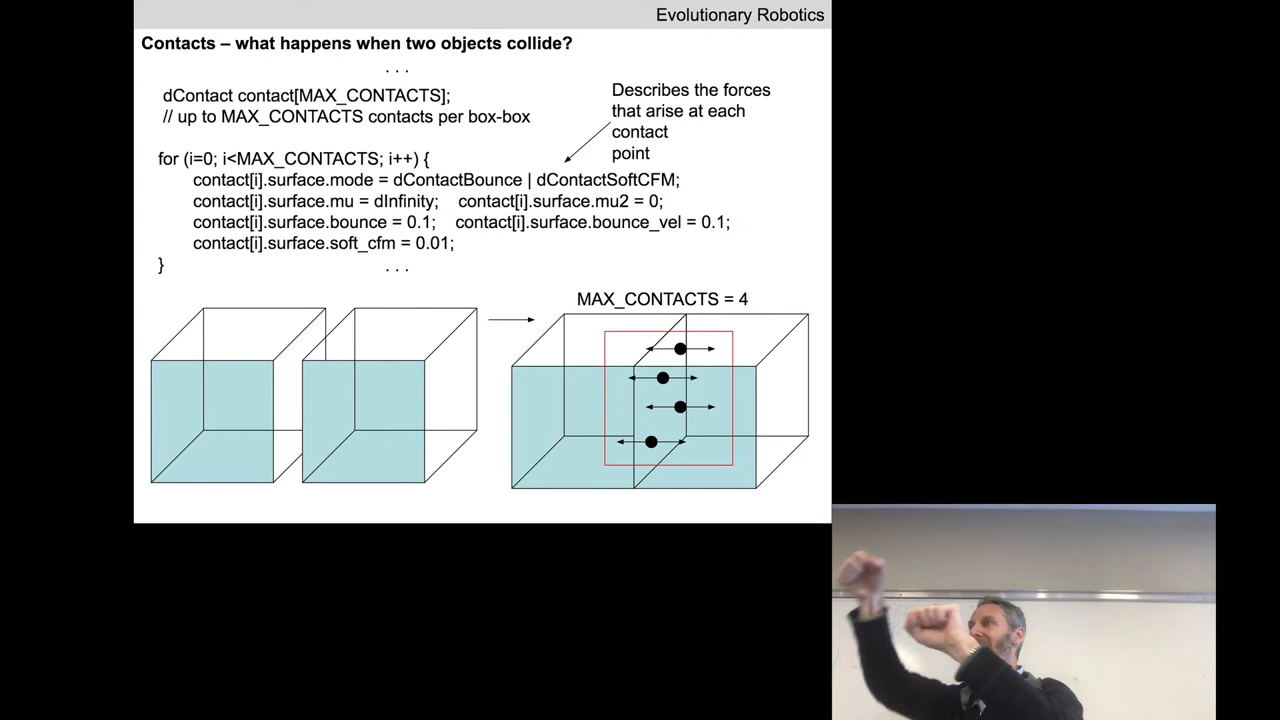 Evolutionary Robotics
Contacts – what happens when two objects collide?
. . .
dContact contact[MAX_CONTACTS];
// up to MAX_CONTACTS contacts per box-box
Describes the forces
that arise at each
contact
point
for (i=0; i<MAX_CONTACTS; i++) {
contact[i].surface.mode = dContactBounce | dContactSoftCFM;
contact[i].surface.mu = dInfinity; contact[i].surface.mu2 = 0;
contact[i].surface.bounce = 0.1; contact[i].surface.bounce_vel = 0.1;
contact[i].surface.soft_cfm = 0.01;
} . . .
MAX_CONTACTS = 4